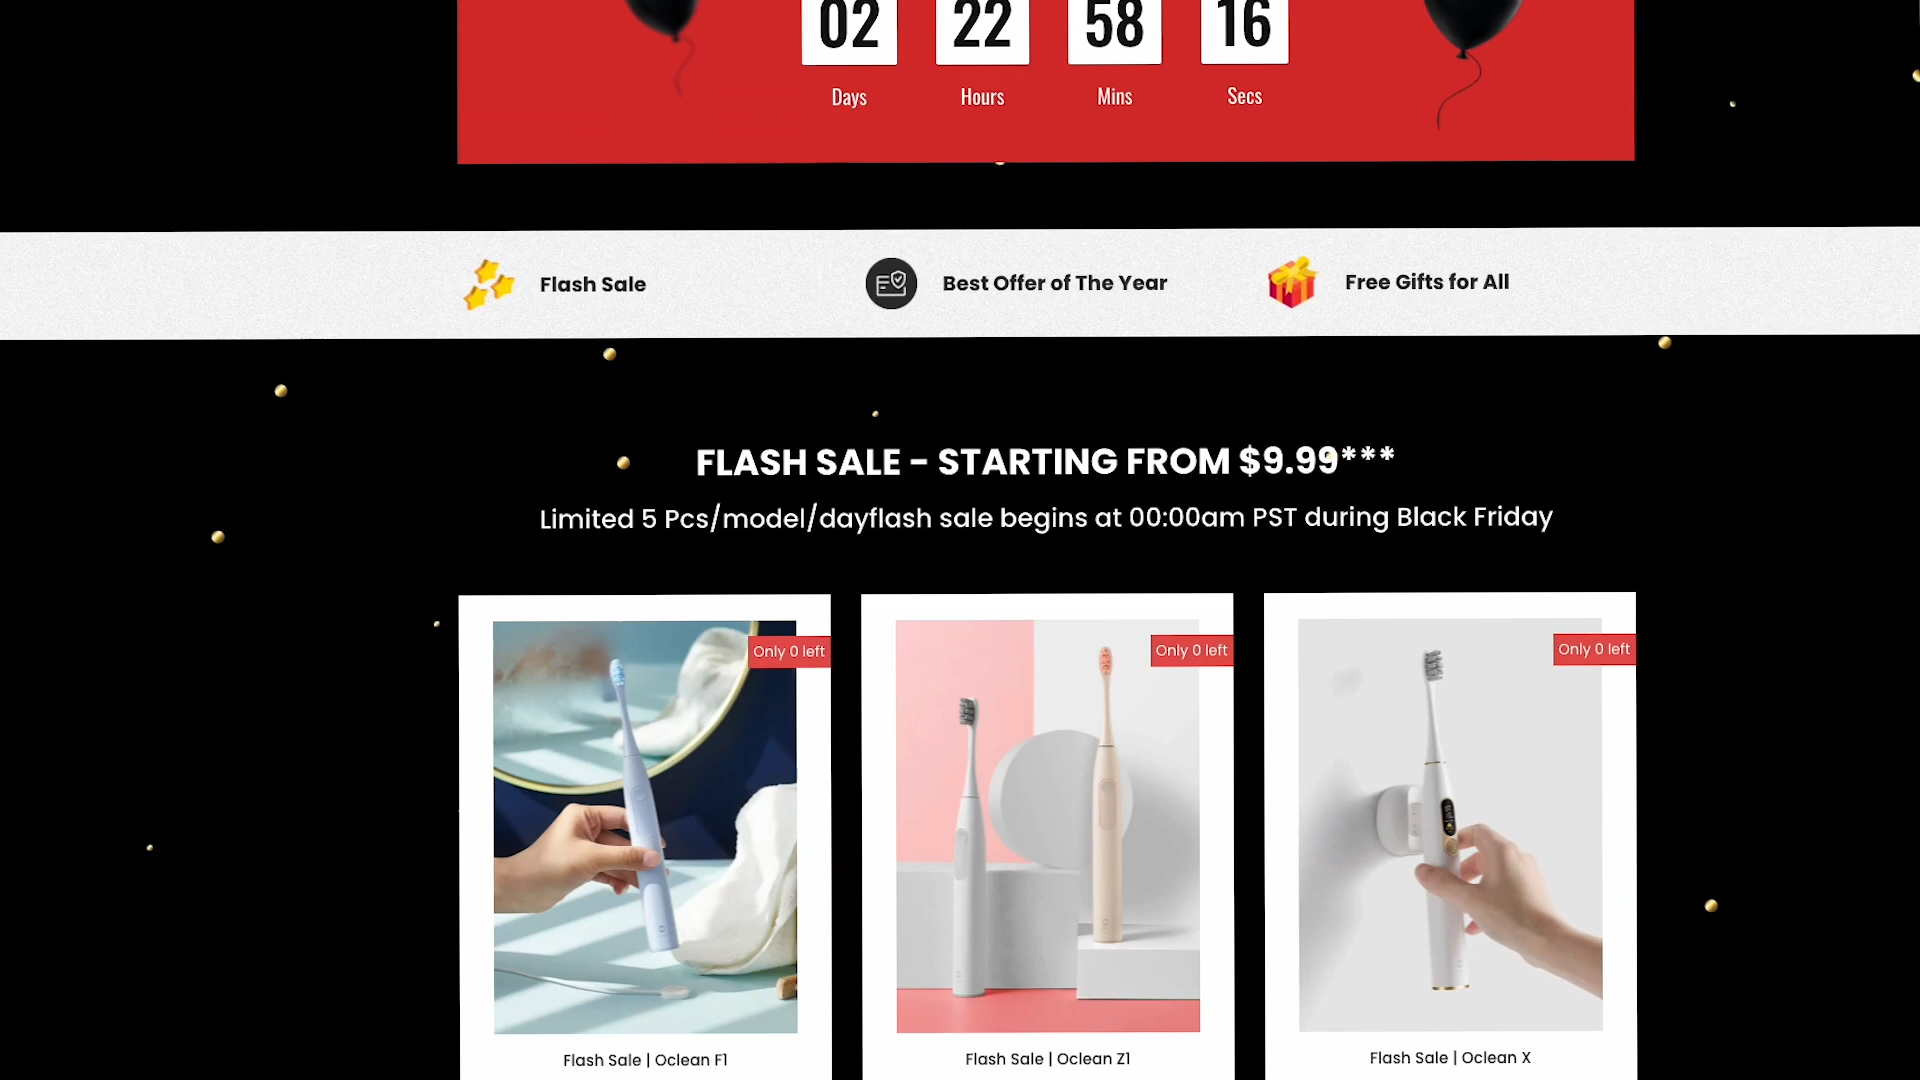 02 22 58 16
Days Hours Mins Secs
Flash Sale Best Offer of The Year Free Gifts for All
FLASH SALE – STARTING FROM $9.99***
Limited 5 Pcs/model/dayflash sale begins at 00:00am PST during Black Friday
Only 0 left Only 0 left Only 0 left
Flash Sale | Oclean F1 Flash Sale | Oclean Z1 Flash Sale | Oclean X